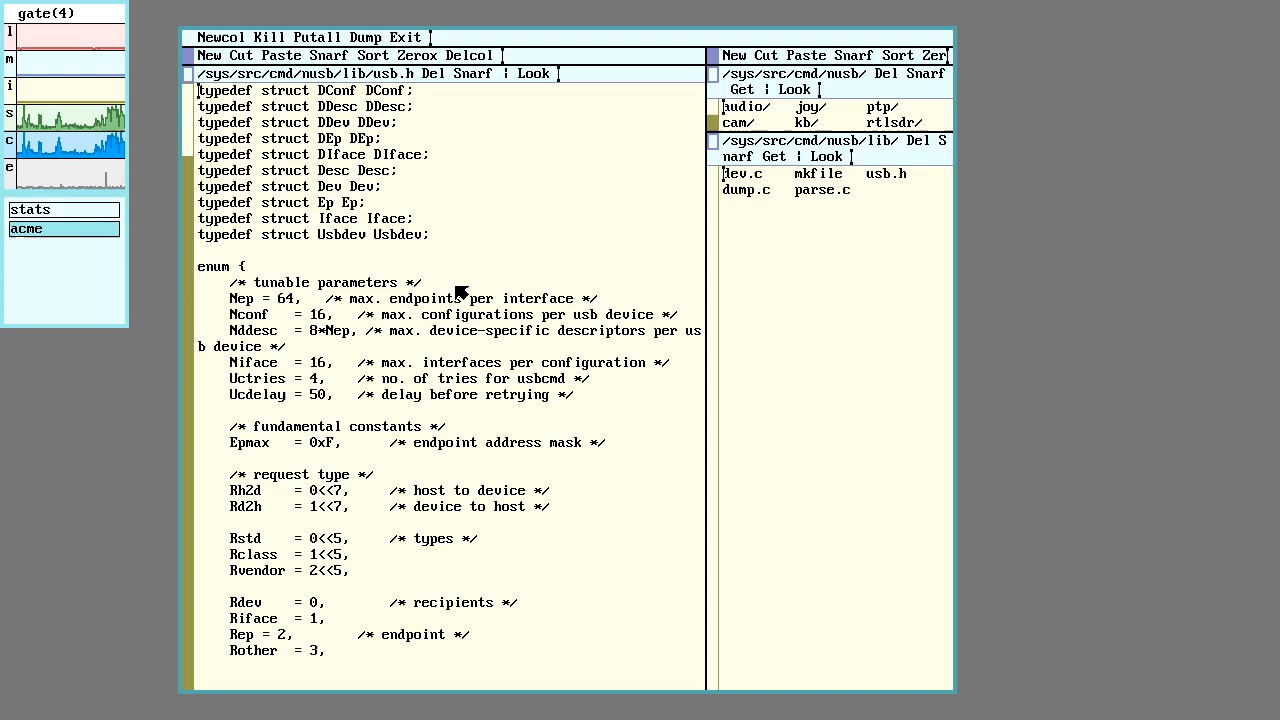 gate(4)
l
m
i
s
c
e
stats
acme
Newcol Kill Putall Dump Exit
New Cut Paste Snarf Sort Zerox Delcol
/sys/src/cmd/nusb/lib/usb.h Del Snarf | Look
typedef struct DConf DConf;
typedef struct DDesc DDesc;
typedef struct DDev DDev;
typedef struct DEp DEp;
typedef struct DIface DIface;
typedef struct Desc Desc;
typedef struct Dev Dev;
typedef struct Ep Ep;
typedef struct Iface Iface;
typedef struct Usbdev Usbdev;
enum {
/* tunable parameters */
Nep = 64, /* max. endpoints per interface */
Nconf = 16, /* max. configurations per usb device */
Nddesc = 8*Nep, /* max. device-specific descriptors per us
b device */
Niface = 16, /* max. interfaces per configuration */
Uctries = 4, /* no. of tries for usbcmd */
Ucdelay = 50, /* delay before retrying */
/* fundamental constants */
Epmax = 0xF, /* endpoint address mask */
/* request type */
Rh2d = 0<<7, /* host to device */
Rd2h = 1<<7, /* device to host */
Rstd = 0<<5, /* types */
Rclass = 1<<5,
Rvendor = 2<<5,
Rdev = 0, /* recipients */
Riface = 1,
Rep = 2, /* endpoint */
Rother = 3,
New Cut Paste Snarf Sort Zer
/sys/src/cmd/nusb/ Del Snarf
Get | Look
audio/ joy/ ptp/
cam/ kb/ rtlsdr/
/sys/src/cmd/nusb/lib/ Del S
narf Get | Look
dev.c mkfile usb.h
dump.c parse.c